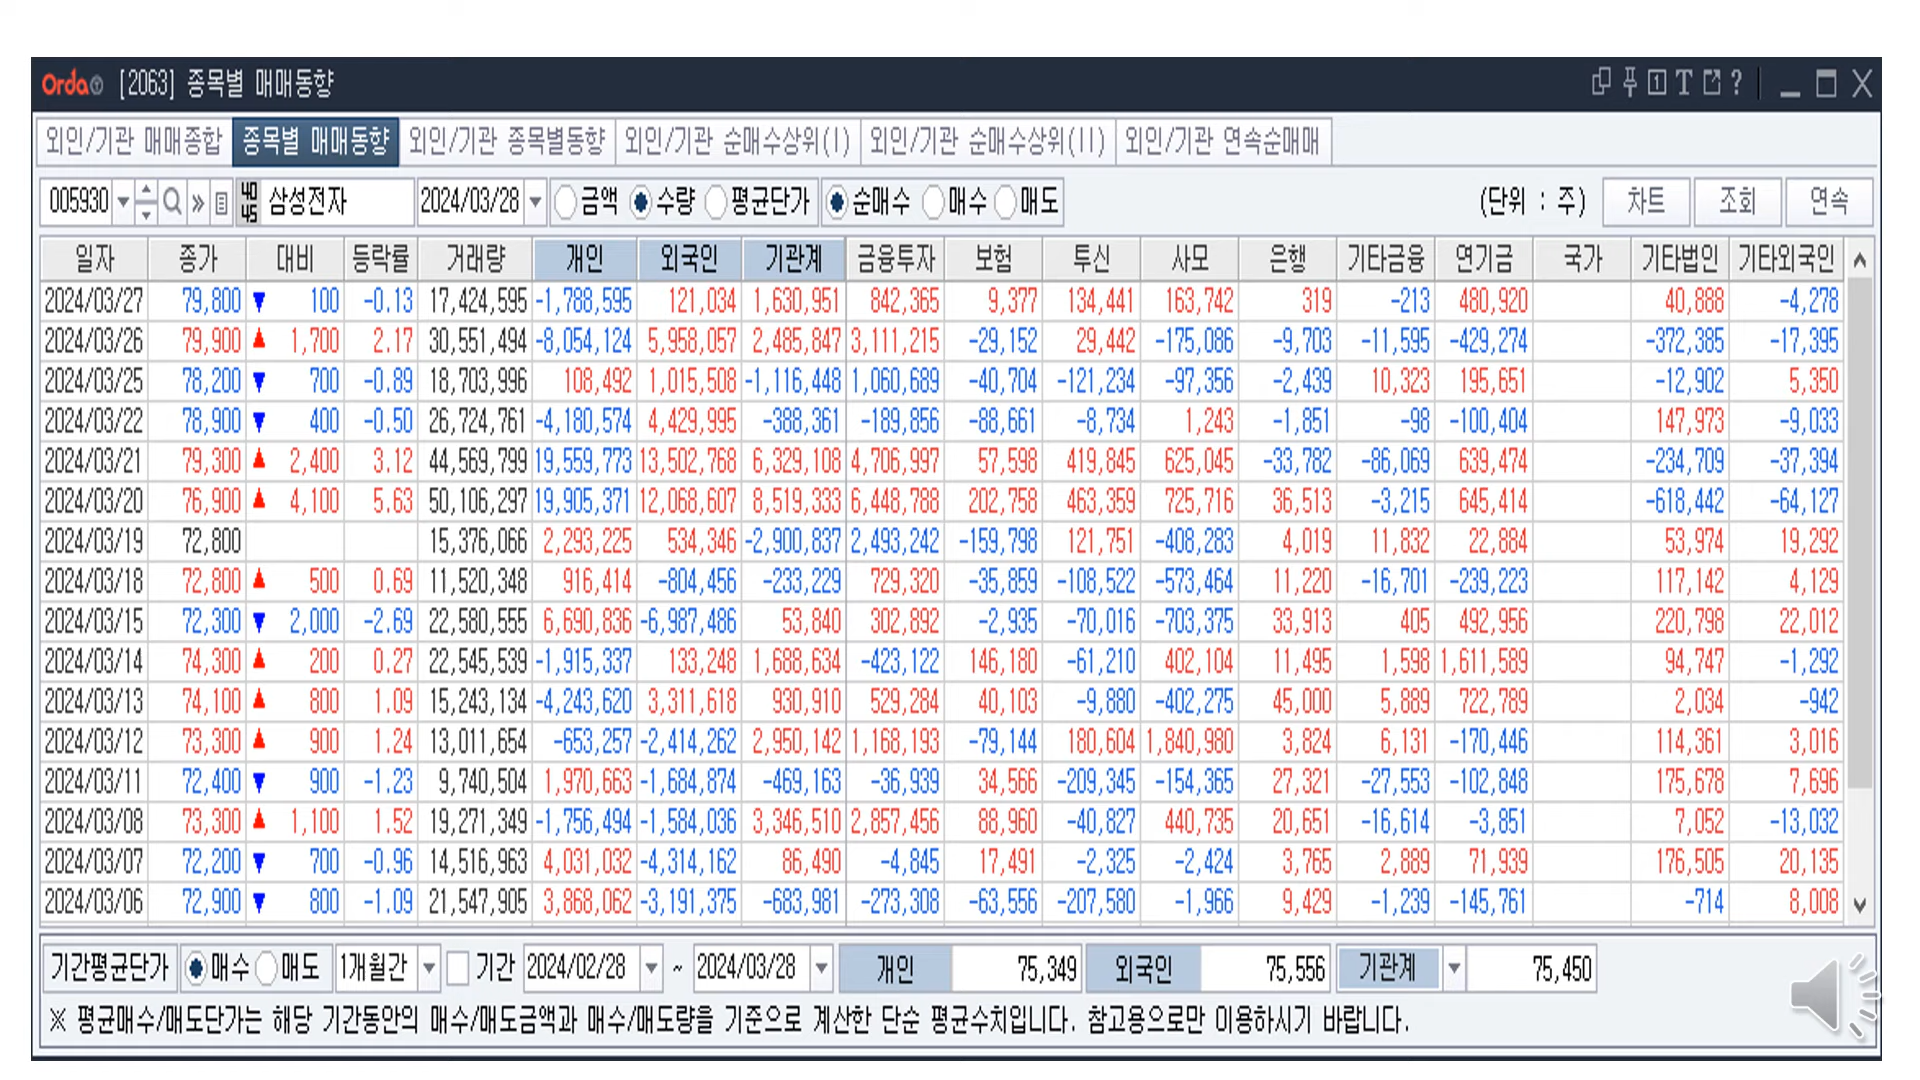 Orda [2063] 종목별 매매동향
외인/기관 매매종합 종목별 매매동향 외인/기관 종목별동향 외인/기관 순매수상위(I) 외인/기관 순매수상위(II) 외인/기관 연속순매매
005930 40 45 삼성전자 2024/03/28 금액 수량 평균단가 순매수 매수 매도 (단위 : 주) 차트 조회 연속
일자 종가 대비 등락률 거래량 개인 외국인 기관계 금융투자 보험 투신 사모 은행 기타금융 연기금 국가 기타법인 기타외국인
2024/03/27 79,800 ▼ 100 -0.13 17,424,595 -1,788,595 121,034 1,630,951 842,365 9,377 134,441 163,742 319 -213 480,920 40,888 -4,278
2024/03/26 79,900 ▲ 1,700 2.17 30,551,494 -8,054,124 5,958,057 2,485,847 3,111,215 -29,152 29,442 -175,086 -9,703 -11,595 -429,274 -372,385 -17,395
2024/03/25 78,200 ▼ 700 -0.89 18,703,996 108,492 1,015,508 -1,116,448 1,060,689 -40,704 -121,234 -97,356 -2,439 10,323 195,651 -12,902 5,350
2024/03/22 78,900 ▼ 400 -0.50 26,724,761 -4,180,574 4,429,995 -388,361 -189,856 -88,661 -8,734 1,243 -1,851 -98 -100,404 147,973 -9,033
2024/03/21 79,300 ▲ 2,400 3.12 44,569,799 19,559,773 13,502,768 6,329,108 4,706,997 57,598 419,845 625,045 -33,782 -86,069 639,474 -234,709 -37,394
2024/03/20 76,900 ▲ 4,100 5.63 50,106,297 19,905,371 12,068,607 8,519,333 6,448,788 202,758 463,359 725,716 36,513 -3,215 645,414 -618,442 -64,127
2024/03/19 72,800 15,376,066 2,293,225 534,346 -2,900,837 2,493,242 -159,798 121,751 -408,283 4,019 11,832 22,884 53,974 19,292
2024/03/18 72,800 ▲ 500 0.69 11,520,348 916,414 -804,456 -233,229 729,320 -35,859 -108,522 -573,464 11,220 -16,701 -239,223 117,142 4,129
2024/03/15 72,300 ▼ 2,000 -2.69 22,580,555 6,690,836 -6,987,486 53,840 302,892 -2,935 -70,016 -703,375 33,913 405 492,956 220,798 22,012
2024/03/14 74,300 ▲ 200 0.27 22,545,539 -1,915,337 133,248 1,688,634 -423,122 146,180 -61,210 402,104 11,495 1,598 1,611,589 94,747 -1,292
2024/03/13 74,100 ▲ 800 1.09 15,243,134 -4,243,620 3,311,618 930,910 529,284 40,103 -9,880 -402,275 45,000 5,889 722,789 2,034 -942
2024/03/12 73,300 ▲ 900 1.24 13,011,654 -653,257 -2,414,262 2,950,142 1,168,193 -79,144 180,604 1,840,980 3,824 6,131 -170,446 114,361 3,016
2024/03/11 72,400 ▼ 900 -1.23 9,740,504 1,970,663 -1,684,874 -469,163 -36,939 34,566 -209,345 -154,365 27,321 -27,553 -102,848 175,678 7,696
2024/03/08 73,300 ▲ 1,100 1.52 19,271,349 -1,756,494 -1,584,036 3,346,510 2,857,456 88,960 -40,827 440,735 20,651 -16,614 -3,851 7,052 -13,032
2024/03/07 72,200 ▼ 700 -0.96 14,516,963 4,031,032 -4,314,162 86,490 -4,845 17,491 -2,325 -2,424 3,765 2,889 71,939 176,505 20,135
2024/03/06 72,900 ▼ 800 -1.09 21,547,905 3,868,062 -3,191,375 -683,981 -273,308 -63,556 -207,580 -1,966 9,429 -1,239 -145,761 -714 8,008
기간평균단가 매수 매도 1개월간 기간 2024/02/28 ~ 2024/03/28 개인 75,349 외국인 75,556 기관계 75,450
※ 평균매수/매도단가는 해당 기간동안의 매수/매도금액과 매수/매도량을 기준으로 계산한 단순 평균수치입니다. 참고용으로만 이용하시기 바랍니다.